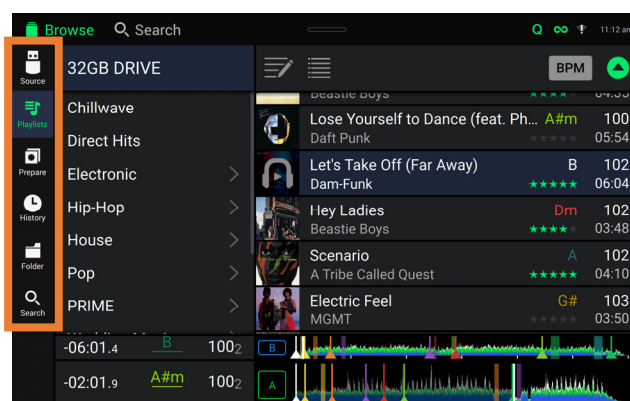 Browse Search Q 11:12 am
Source
32GB DRIVE
BPM
Playlists
Chillwave
Direct Hits
Prepare
Electronic
History
Hip-Hop
House
Folder
Pop
Search
PRIME
Beastie Boys 04:35
Lose Yourself to Dance (feat. Ph... A#m 100
Daft Punk 05:54
Let's Take Off (Far Away) B 102
Dam-Funk 06:04
Hey Ladies Dm 102
Beastie Boys 03:48
Scenario A 102
A Tribe Called Quest 04:10
Electric Feel G# 103
MGMT 03:50
-06:01.4 B 1002 B
-02:01.9 A#m 1002 A